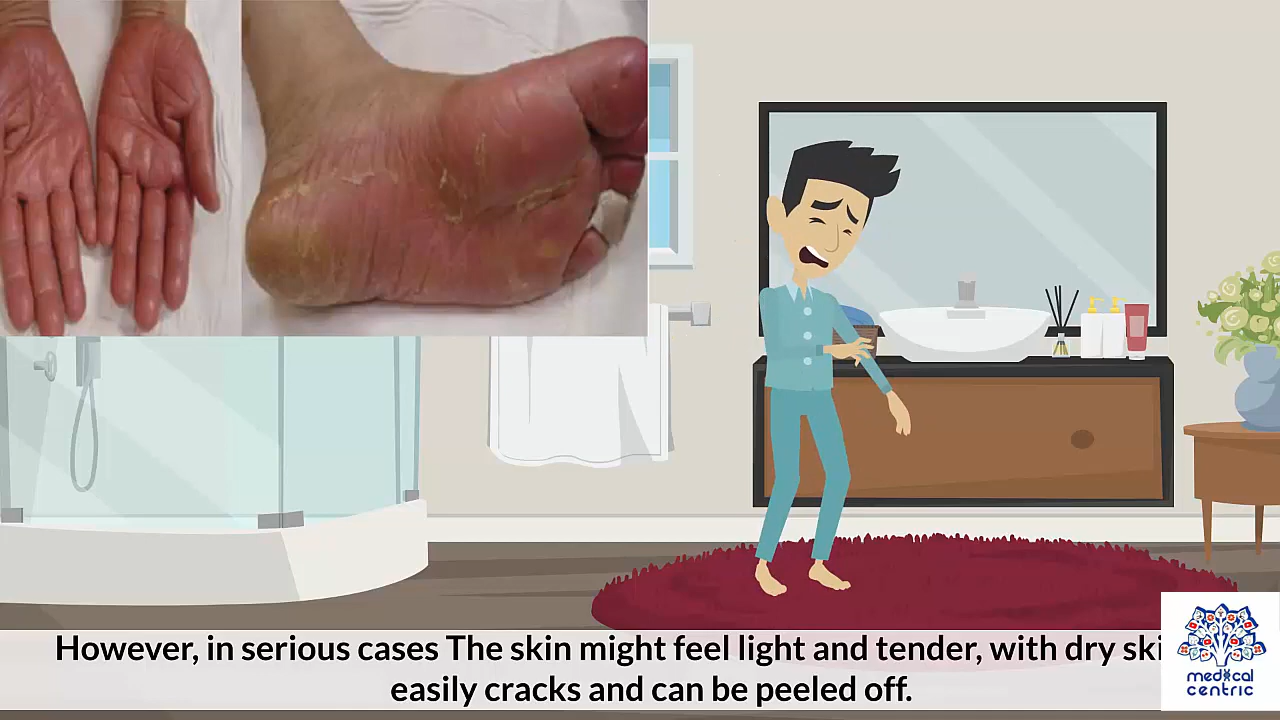 However, in serious cases The skin might feel light and tender, with dry ski
easily cracks and can be peeled off.
medical
centric